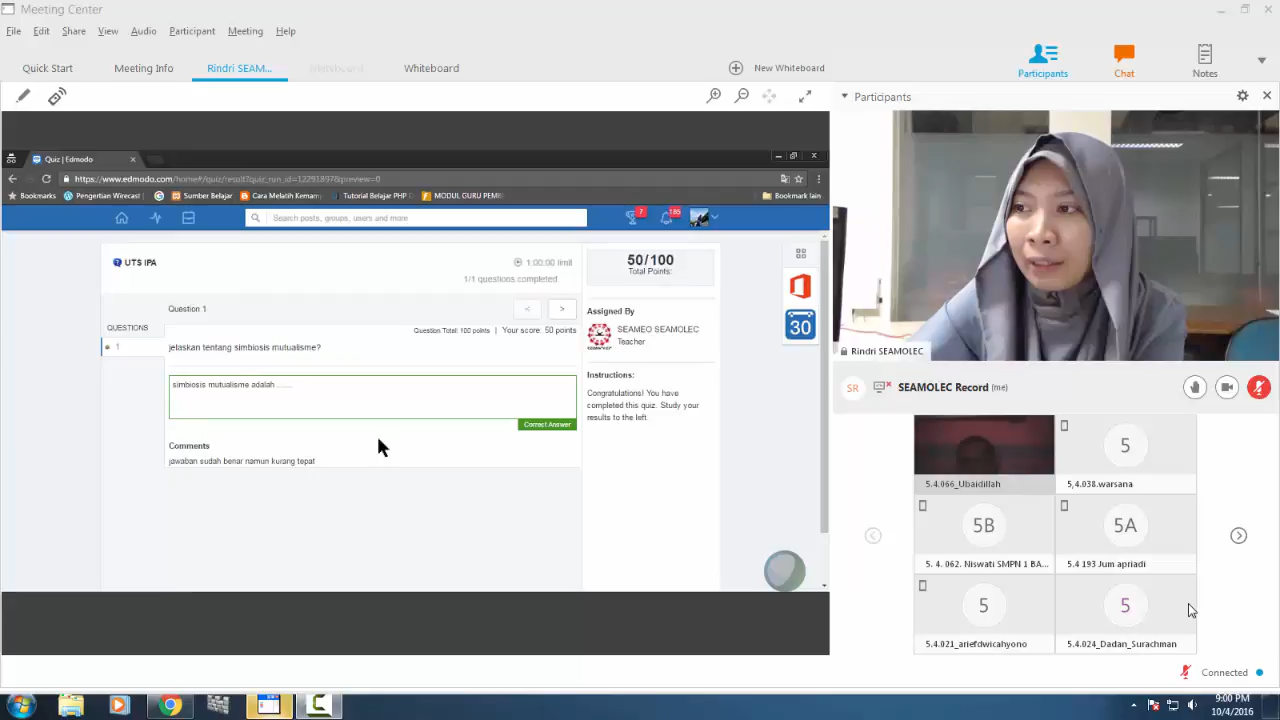 Meeting Center
File Edit Share View Audio Participant Meeting Help
Quick Start Meeting Info Rindri SEAM... Whiteboard Whiteboard New Whiteboard
Participants Chat Notes
Participants
Quiz | Edmodo
https://www.edmodo.com/home#/quiz/result?quiz_run_id=12291897&preview=0
Bookmarks Pengertian Wirecast Sumber Belajar Cara Melatih Keman Tutorial Belajar PHP D MODUL GURU PEMB Bookmark lain
Search posts, groups, users and more 7 185
UTS IPA
1:00:00 limit
1/1 questions completed
50/100
Total Points:
Question 1 < >
QUESTIONS
Question Total: 100 points | Your score: 50 points
1
jelaskan tentang simbiosis mutualisme?
simbiosis mutualisme adalah .......
Correct Answer
Comments
jawaban sudah benar namun kurang tepat
Assigned By
SEAMEO SEAMOLEC
Teacher
Instructions:
Congratulations! You have
completed this quiz. Study your
results to the left.
30
Rindri SEAMOLEC
SR SEAMOLEC Record (me)
5
5.4.066_Ubaidillah 5,4.038.warsana
5B 5A
5. 4. 062. Niswati SMPN 1 BA... 5.4 193 Jum apriadi
5 5
5.4.021_ariefdwicahyono 5.4.024_Dadan_Surachman
Connected
9:00 PM
10/4/2016